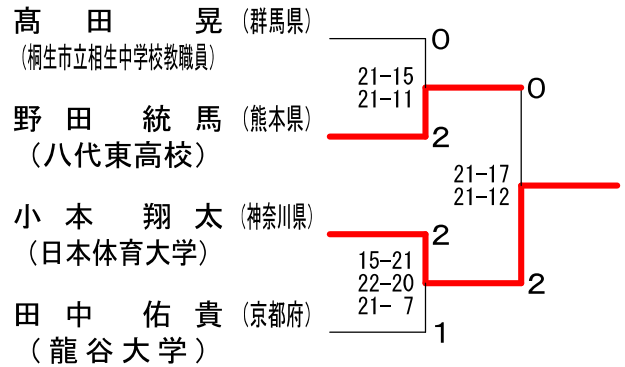 髙田 晃 (群馬県) 0
(桐生市立相生中学校教職員)
21-15
21-11
0
野田 統馬 (熊本県) 2
(八代東高校)
21-17
21-12
小本 翔太 (神奈川県) 2
(日本体育大学)
15-21
22-20
21- 7
2
田中 佑貴 (京都府) 1
(龍谷大学)